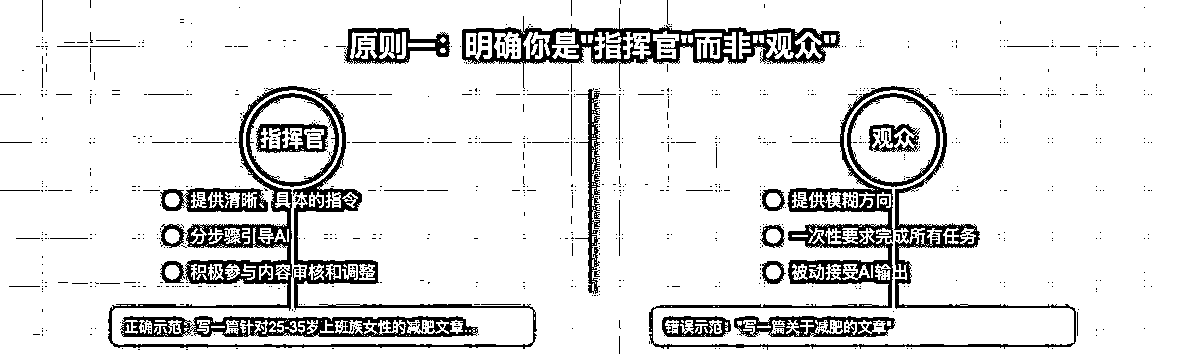 原则一：明确你是"指挥官"而非"观众"
指挥官
提供清晰、具体的指令
分步骤引导AI
积极参与内容审核和调整
正确示范：写一篇针对25-35岁上班族女性的减肥文章...
观众
提供模糊方向
一次性要求完成所有任务
被动接受AI输出
错误示范："写一篇关于减肥的文章"